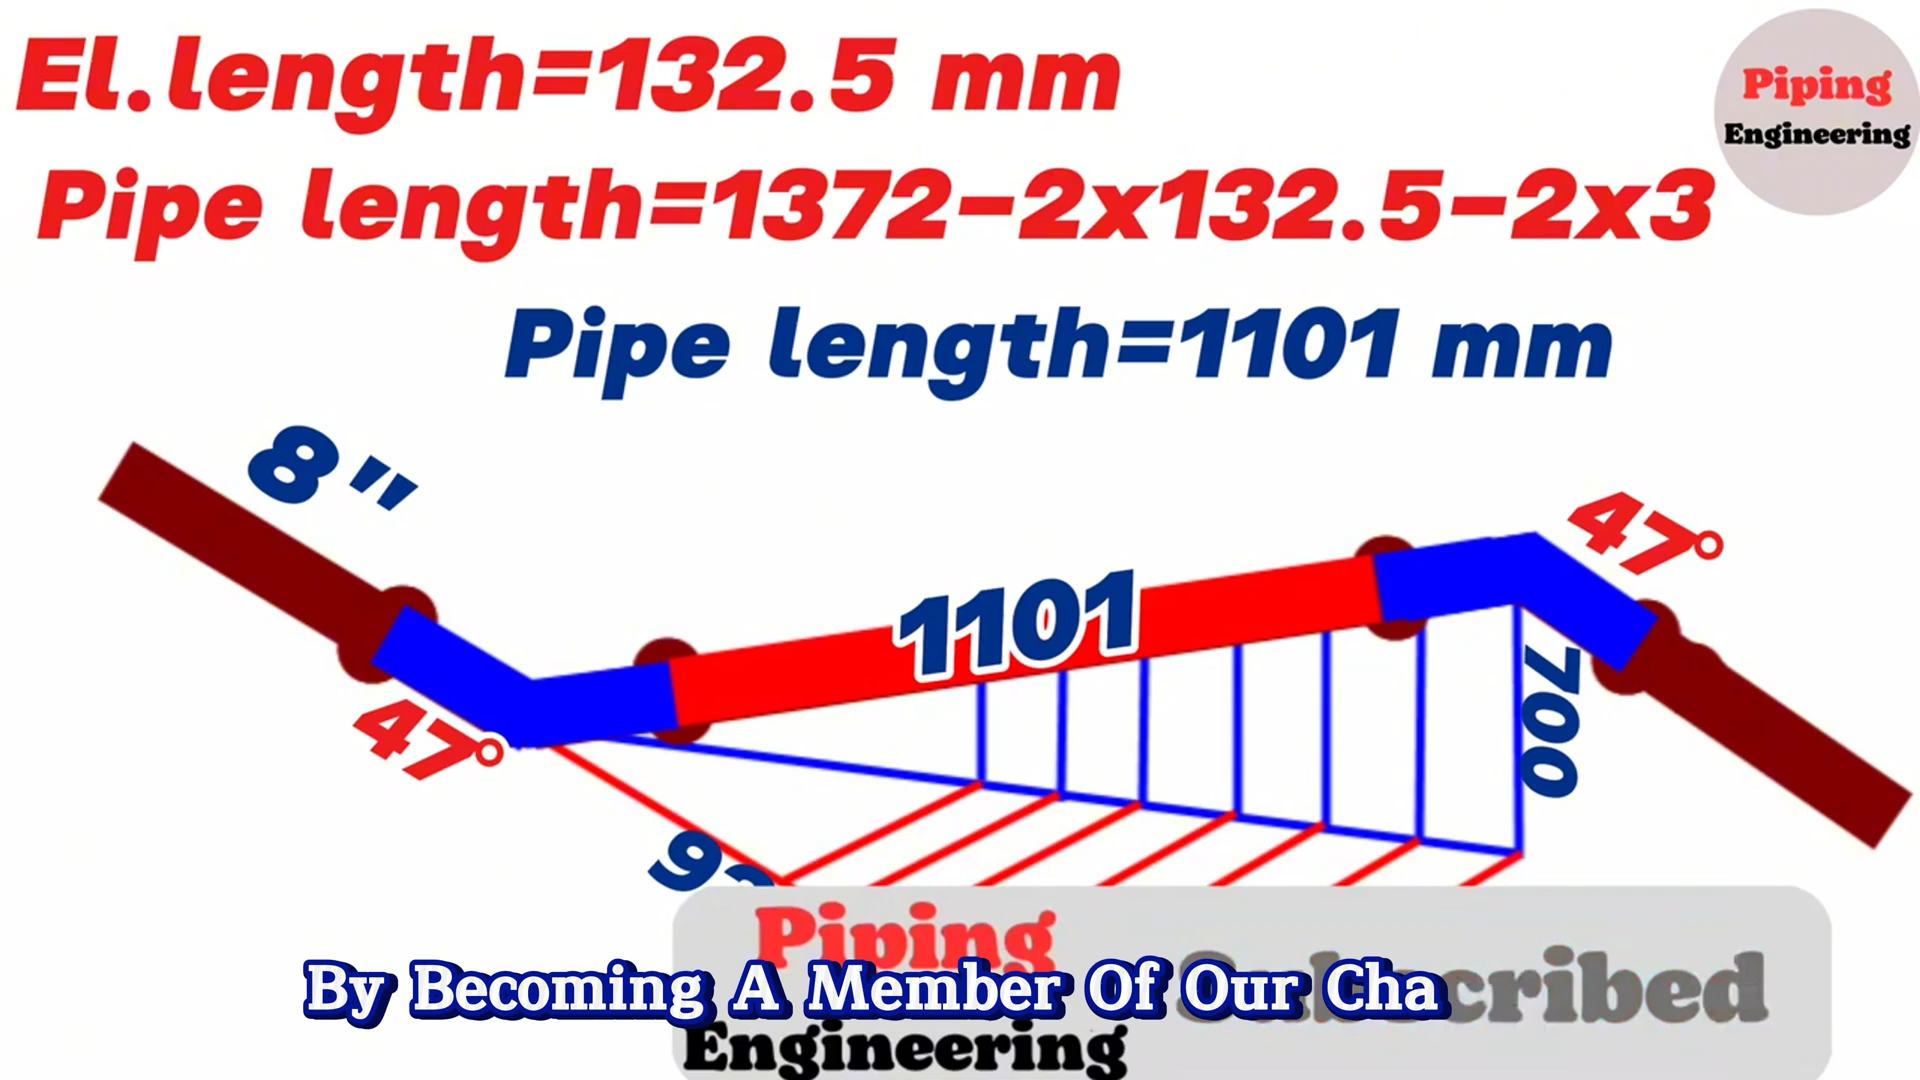 El.length=132.5 mm
Piping
Engineering
Pipe length=1372-2x132.5-2x3
Pipe length=1101 mm
8"
47°
1101
47°
700
Piping
Subscribed
By Becoming A Member Of Our Cha
Engineering